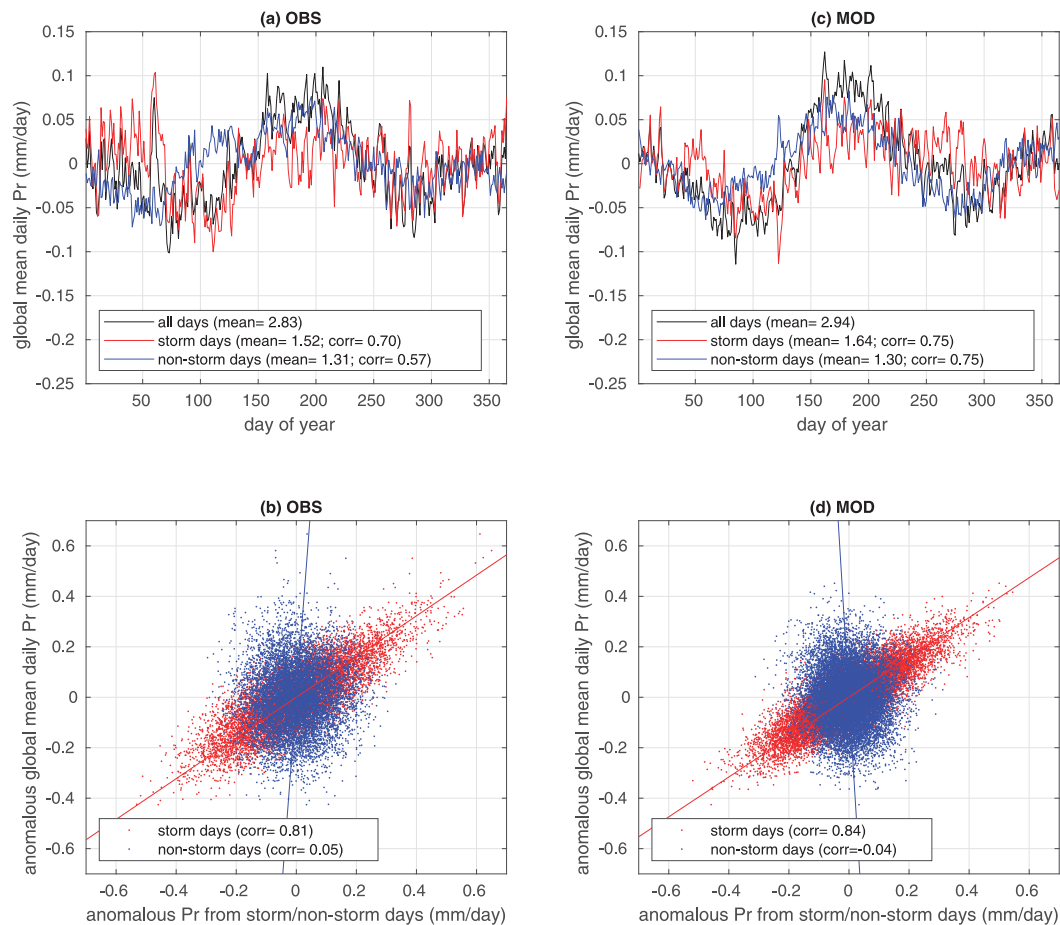 (a) OBS
global mean daily Pr (mm/day)
0.15
0.1
0.05
0
-0.05
-0.1
-0.15
-0.2
-0.25
all days (mean= 2.83)
storm days (mean= 1.52; corr= 0.70)
non-storm days (mean= 1.31; corr= 0.57)
50 100 150 200 250 300 350
day of year
(c) MOD
global mean daily Pr (mm/day)
0.15
0.1
0.05
0
-0.05
-0.1
-0.15
-0.2
-0.25
all days (mean= 2.94)
storm days (mean= 1.64; corr= 0.75)
non-storm days (mean= 1.30; corr= 0.75)
50 100 150 200 250 300 350
day of year
(b) OBS
anomalous global mean daily Pr (mm/day)
0.6
0.4
0.2
0
-0.2
-0.4
-0.6
storm days (corr= 0.81)
non-storm days (corr= 0.05)
-0.6 -0.4 -0.2 0 0.2 0.4 0.6
anomalous Pr from storm/non-storm days (mm/day)
(d) MOD
anomalous global mean daily Pr (mm/day)
0.6
0.4
0.2
0
-0.2
-0.4
-0.6
storm days (corr= 0.84)
non-storm days (corr=-0.04)
-0.6 -0.4 -0.2 0 0.2 0.4 0.6
anomalous Pr from storm/non-storm days (mm/day)